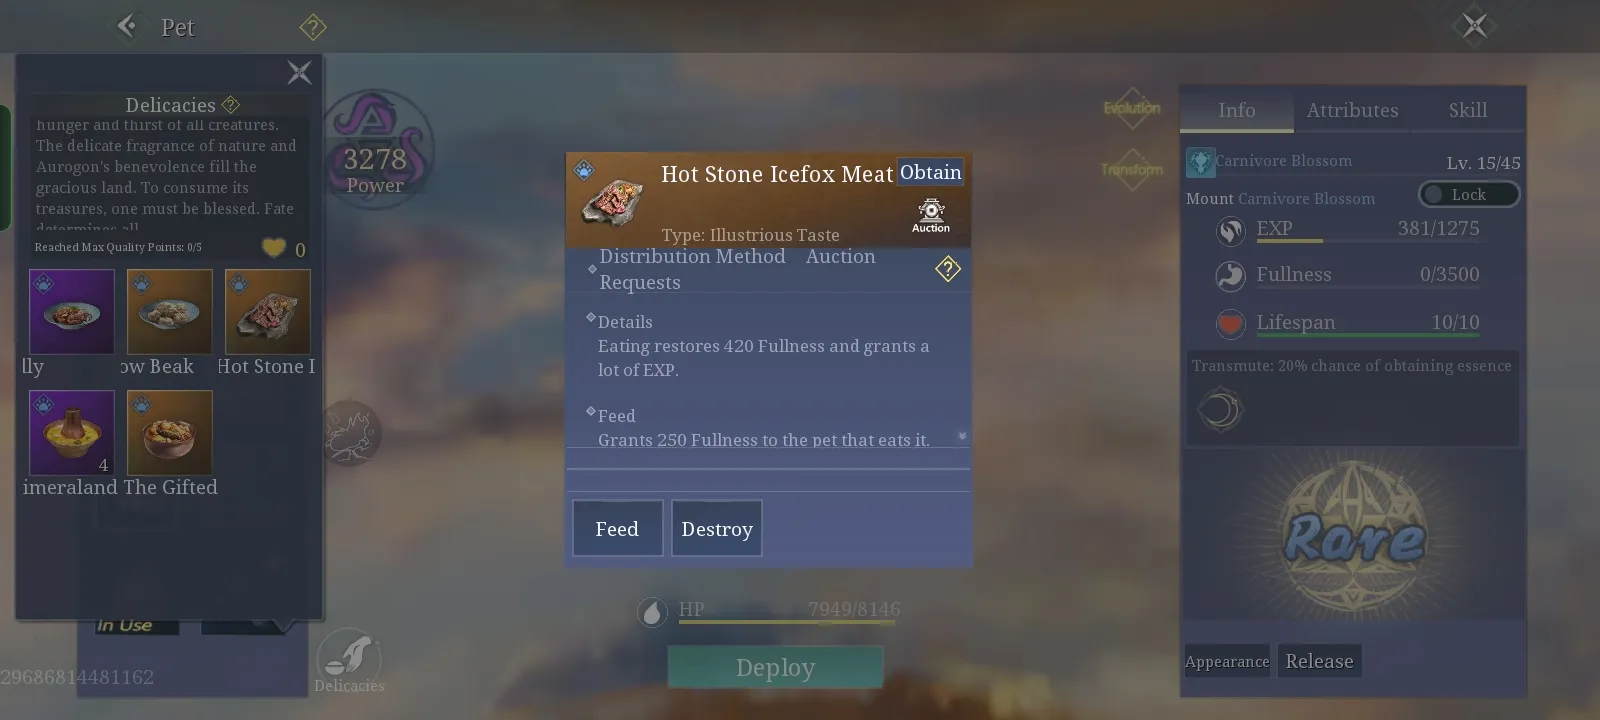 Pet
?
Delicacies ?
hunger and thirst of all creatures.
The delicate fragrance of nature and
Aurogon's benevolence fill the
gracious land. To consume its
treasures, one must be blessed. Fate
determines all
Reached Max Quality Points: 0/5
0
lly
ow Beak
Hot Stone I
4
imeraland
The Gifted
In Use
29686814481162
3278
Power
Delicacies
Hot Stone Icefox Meat
Obtain
Type: Illustrious Taste
Auction
Distribution Method Auction
Requests
?
Details
Eating restores 420 Fullness and grants a
lot of EXP.
Feed
Grants 250 Fullness to the pet that eats it.
Feed
Destroy
HP 7949/8146
Deploy
Evolution
Transform
Info
Attributes
Skill
Carnivore Blossom
Lv. 15/45
Mount Carnivore Blossom
Lock
EXP 381/1275
Fullness 0/3500
Lifespan 10/10
Transmute: 20% chance of obtaining essence
Rare
Appearance
Release